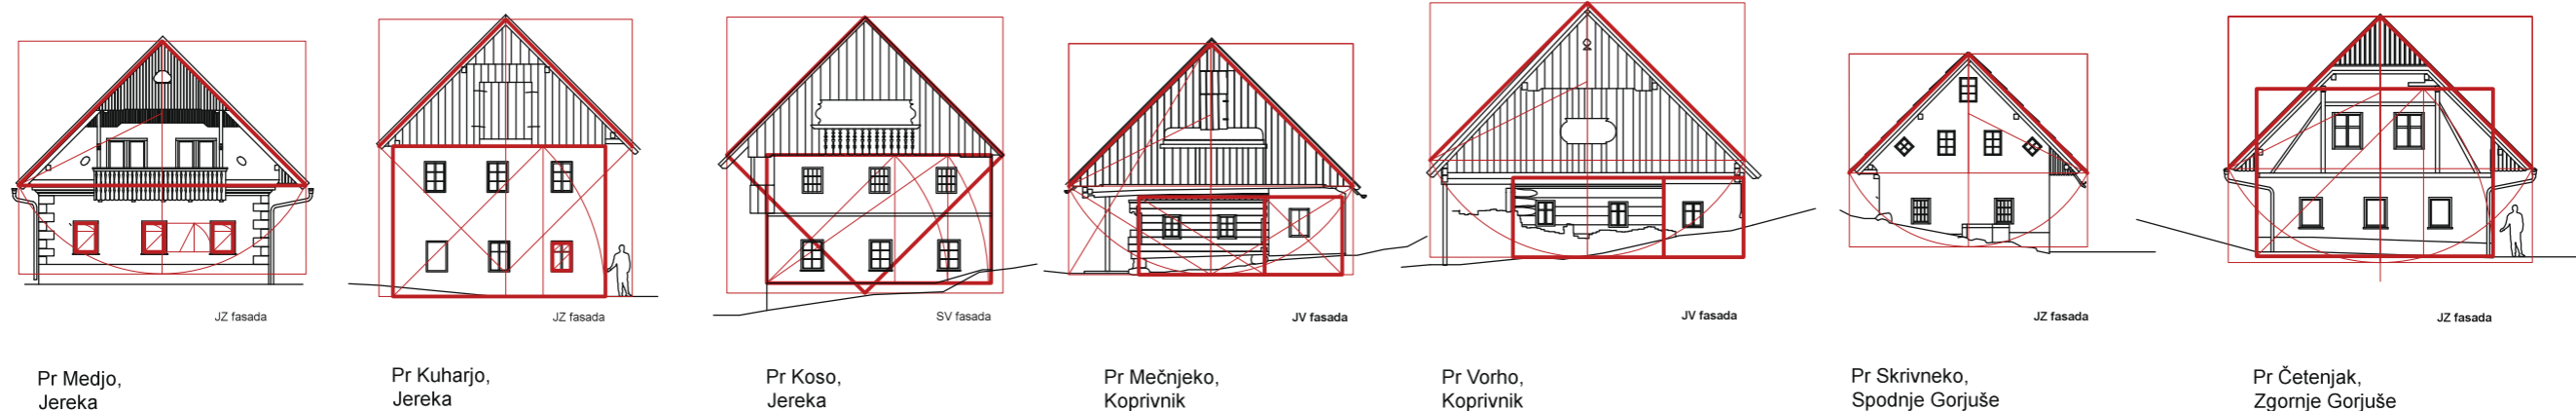 JZ fasada
JZ fasada
SV fasada
JV fasada
JV fasada
JZ fasada
JZ fasada
Pr Medjo,
Jereka
Pr Kuharjo,
Jereka
Pr Koso,
Jereka
Pr Mečnjeko,
Koprivnik
Pr Vorho,
Koprivnik
Pr Skrivneko,
Spodnje Gorjuše
Pr Četenjak,
Zgornje Gorjuše